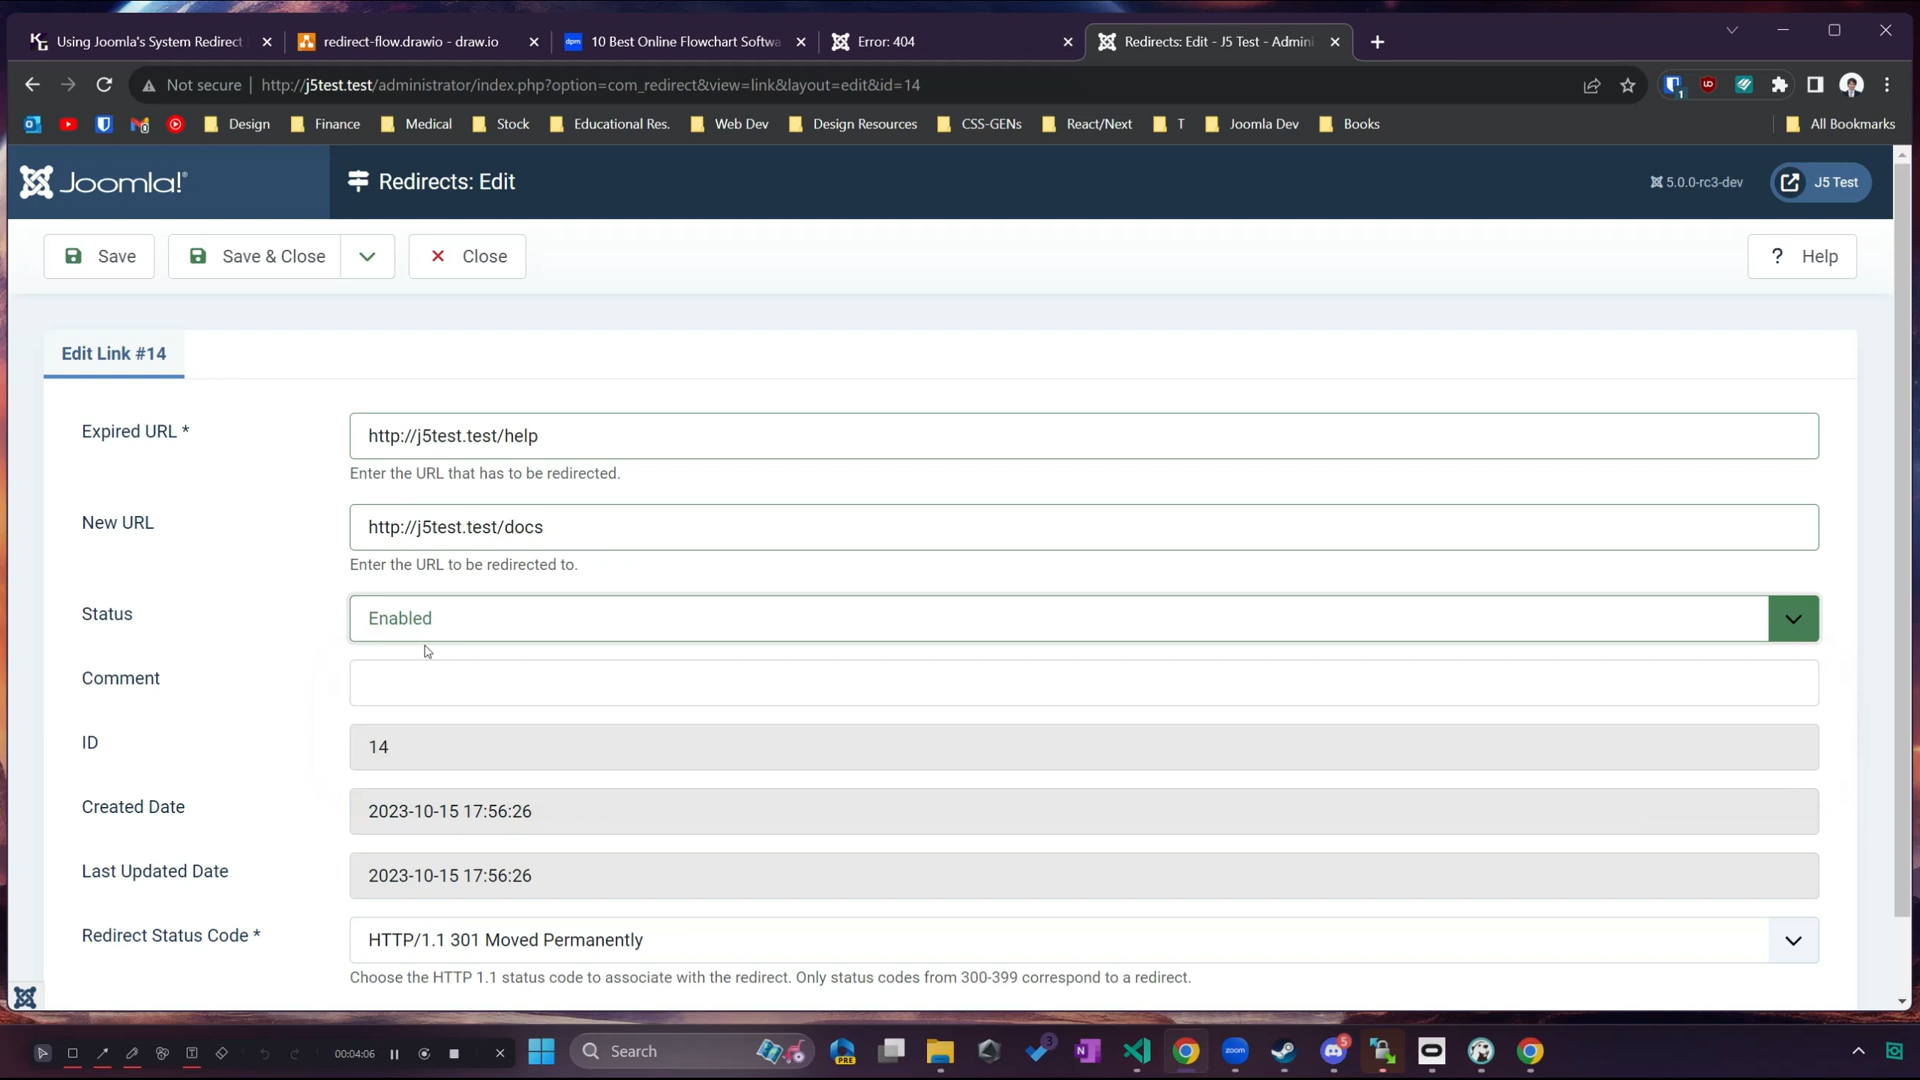 Using Joomla's System Redirect
redirect-flow.drawio - draw.io
10 Best Online Flowchart Softwa
Error: 404
Redirects: Edit - J5 Test - Admini
Not secure
http://j5test.test/administrator/index.php?option=com_redirect&view=link&layout=edit&id=14
Design
Finance
Medical
Stock
Educational Res.
Web Dev
Design Resources
CSS-GENs
React/Next
T
Joomla Dev
Books
All Bookmarks
Joomla!®
Redirects: Edit
5.0.0-rc3-dev
J5 Test
Save
Save & Close
Close
? Help
Edit Link #14
Expired URL *
http://j5test.test/help
Enter the URL that has to be redirected.
New URL
http://j5test.test/docs
Enter the URL to be redirected to.
Status
Enabled
Comment
ID
14
Created Date
2023-10-15 17:56:26
Last Updated Date
2023-10-15 17:56:26
Redirect Status Code *
HTTP/1.1 301 Moved Permanently
Choose the HTTP 1.1 status code to associate with the redirect. Only status codes from 300-399 correspond to a redirect.
00:04:06
Search
PRE
3
zoom
5